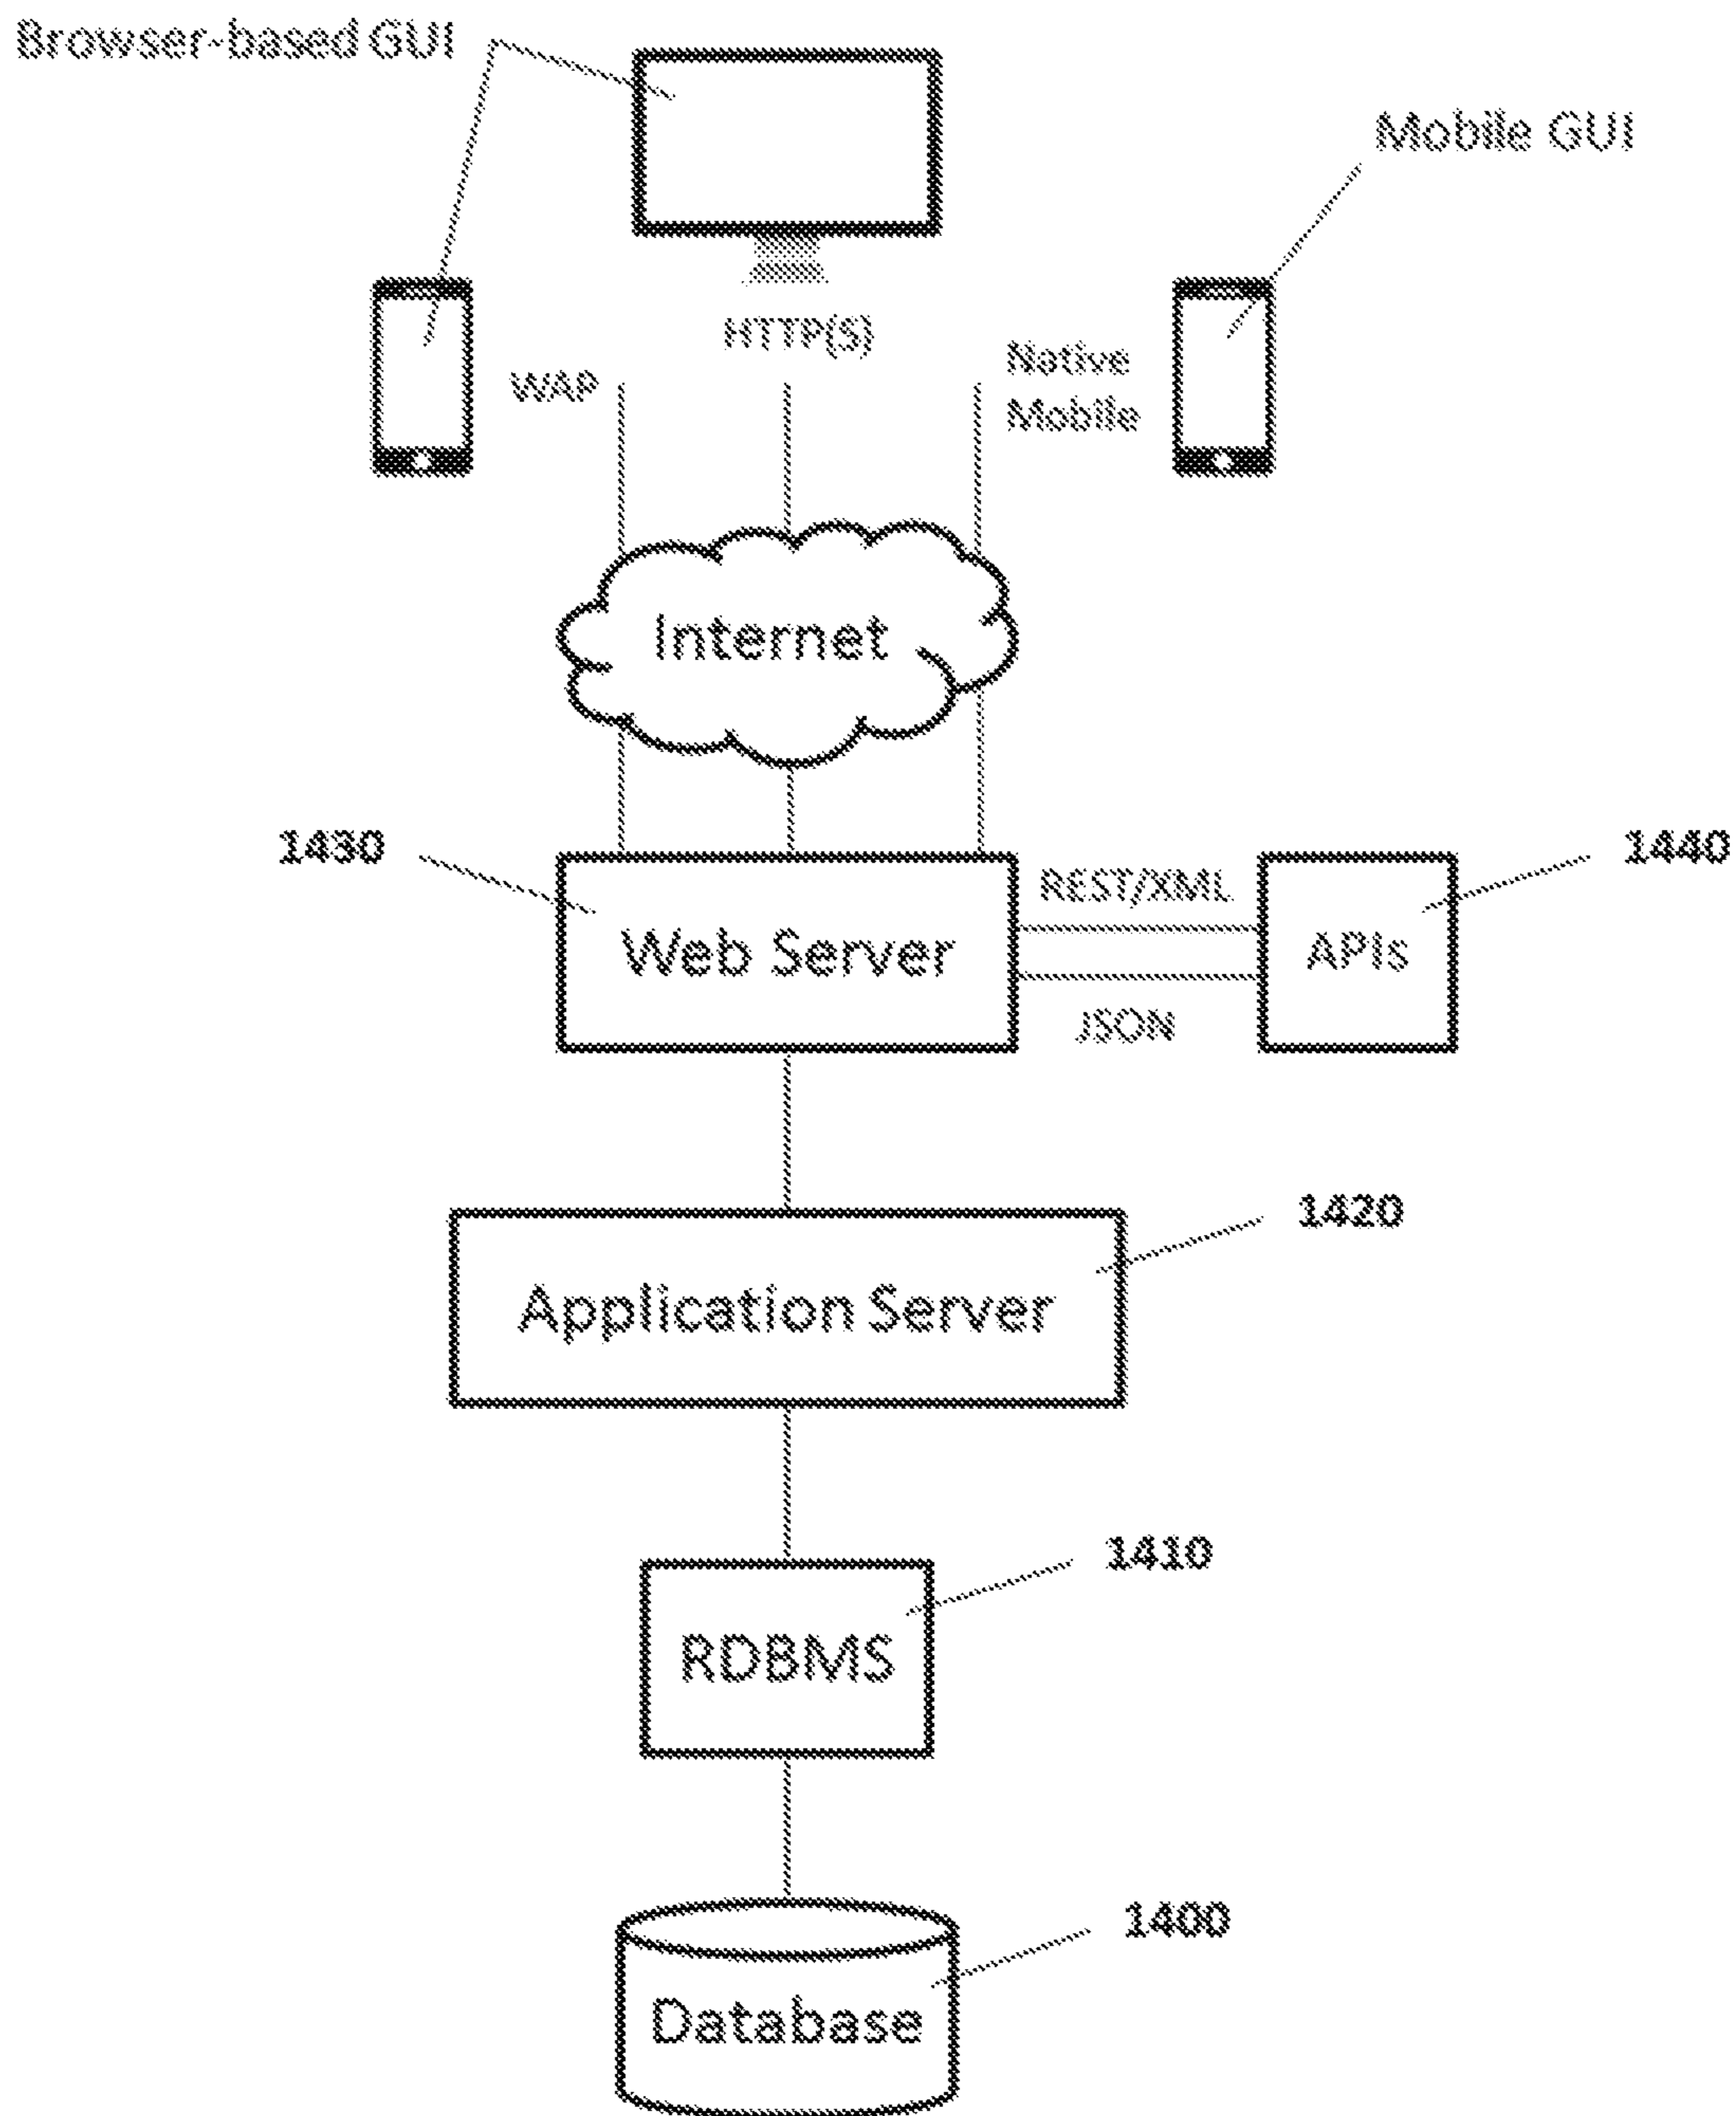 Browser-based GUI
Mobile GUI
HTTP(S)
WAP
Native
Mobile
Internet
1430
1440
REST/XML
Web Server
APIs
JSON
1420
Application Server
1410
RDBMS
1400
Database